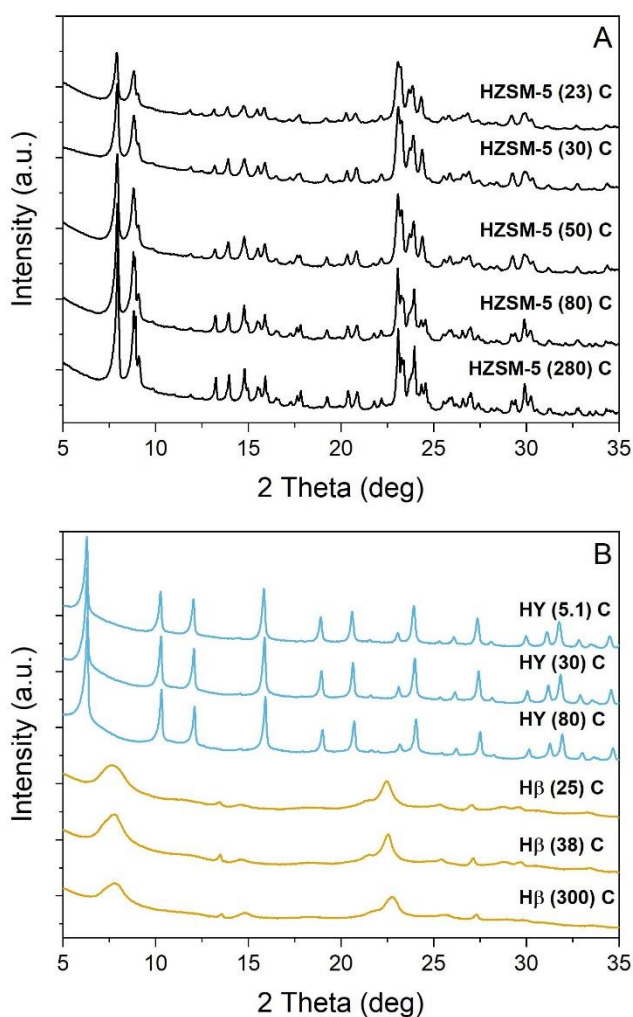 A
HZSM-5 (23) C
HZSM-5 (30) C
HZSM-5 (50) C
HZSM-5 (80) C
HZSM-5 (280) C
Intensity (a.u.)
5 10 15 20 25 30 35
2 Theta (deg)
B
HY (5.1) C
HY (30) C
HY (80) C
Hβ (25) C
Hβ (38) C
Hβ (300) C
Intensity (a.u.)
5 10 15 20 25 30 35
2 Theta (deg)